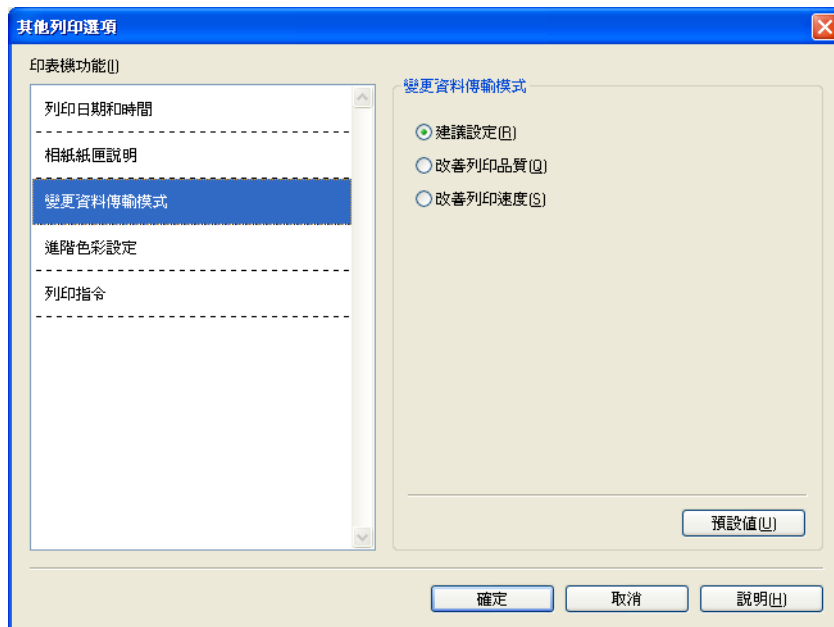 其他列印選項
印表機功能(I)
列印日期和時間
相紙紙匣說明
變更資料傳輸模式
進階色彩設定
列印指令
變更資料傳輸模式
建議設定(R)
改善列印品質(Q)
改善列印速度(S)
預設值(U)
確定
取消
說明(H)